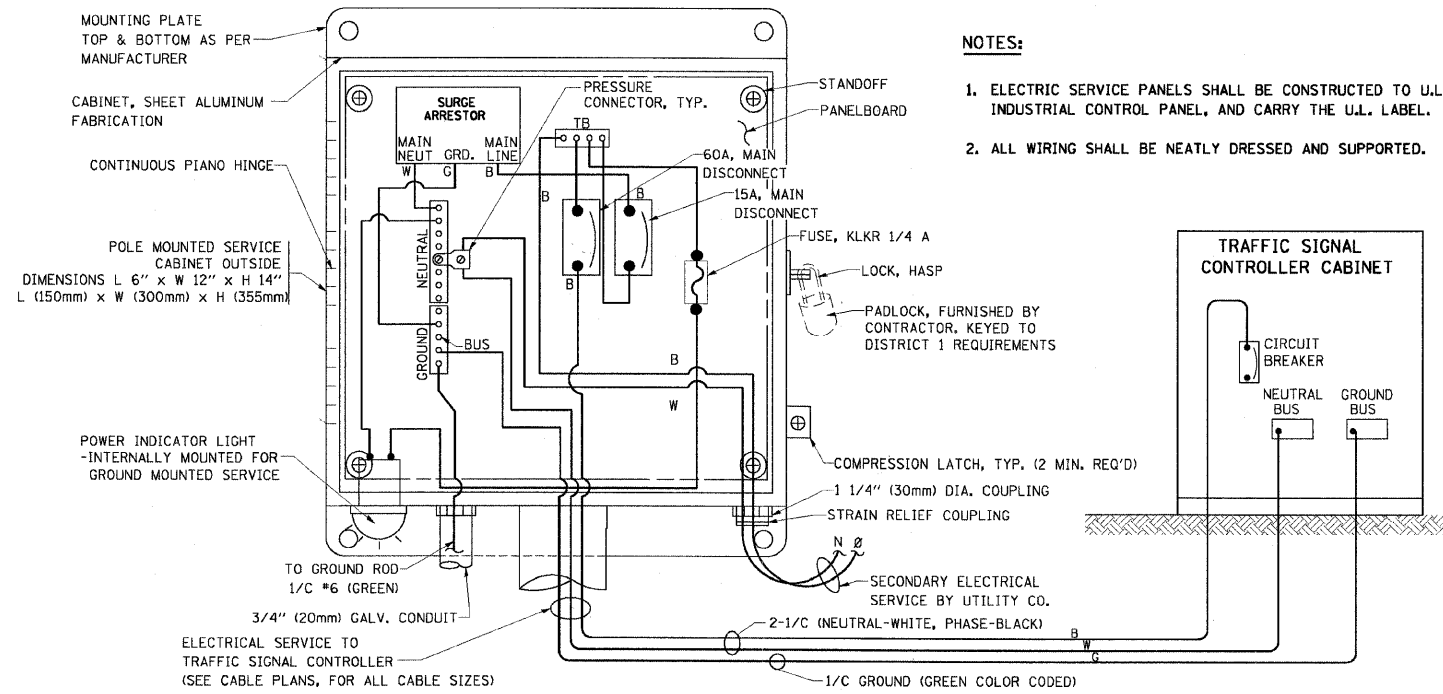 MOUNTING PLATE
TOP & BOTTOM AS PER
MANUFACTURER
CABINET, SHEET ALUMINUM
FABRICATION
CONTINUOUS PIANO HINGE
POLE MOUNTED SERVICE
CABINET OUTSIDE
DIMENSIONS L 6" x W 12" x H 14"
L (150mm) x W (300mm) x H (355mm)
POWER INDICATOR LIGHT
-INTERNALLY MOUNTED FOR
GROUND MOUNTED SERVICE
TO GROUND ROD
1/C #6 (GREEN)
3/4" (20mm) GALV. CONDUIT
ELECTRICAL SERVICE TO
TRAFFIC SIGNAL CONTROLLER
(SEE CABLE PLANS, FOR ALL CABLE SIZES)
SURGE
ARRESTOR
MAIN
NEUT
GRD.
MAIN
LINE
W
G
B
PRESSURE
CONNECTOR, TYP.
TB
B
B
B
NEUTRAL
GROUND
BUS
B
W
STANDOFF
PANELBOARD
60A, MAIN
DISCONNECT
15A, MAIN
DISCONNECT
FUSE, KLKR 1/4 A
LOCK, HASP
PADLOCK, FURNISHED BY
CONTRACTOR. KEYED TO
DISTRICT 1 REQUIREMENTS
COMPRESSION LATCH, TYP. (2 MIN. REQ'D)
1 1/4" (30mm) DIA. COUPLING
STRAIN RELIEF COUPLING
N Ø
SECONDARY ELECTRICAL
SERVICE BY UTILITY CO.
2-1/C (NEUTRAL-WHITE, PHASE-BLACK)
B
W
G
1/C GROUND (GREEN COLOR CODED)
NOTES:
1. ELECTRIC SERVICE PANELS SHALL BE CONSTRUCTED TO U.L
INDUSTRIAL CONTROL PANEL, AND CARRY THE U.L. LABEL.
2. ALL WIRING SHALL BE NEATLY DRESSED AND SUPPORTED.
TRAFFIC SIGNAL
CONTROLLER CABINET
CIRCUIT
BREAKER
NEUTRAL
BUS
GROUND
BUS